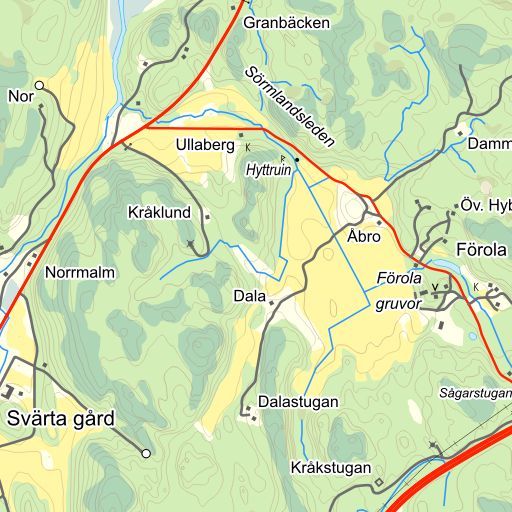 Granbäcken
Sörmlandsleden
Nor
Ullaberg
K
R
Hyttruin
Damm
Kråklund
Öv. Hyb
Åbro
Förola
Norrmalm
Förola
gruvor
V
K
Dala
Sågarstugan
Dalastugan
Svärta gård
Kråkstugan